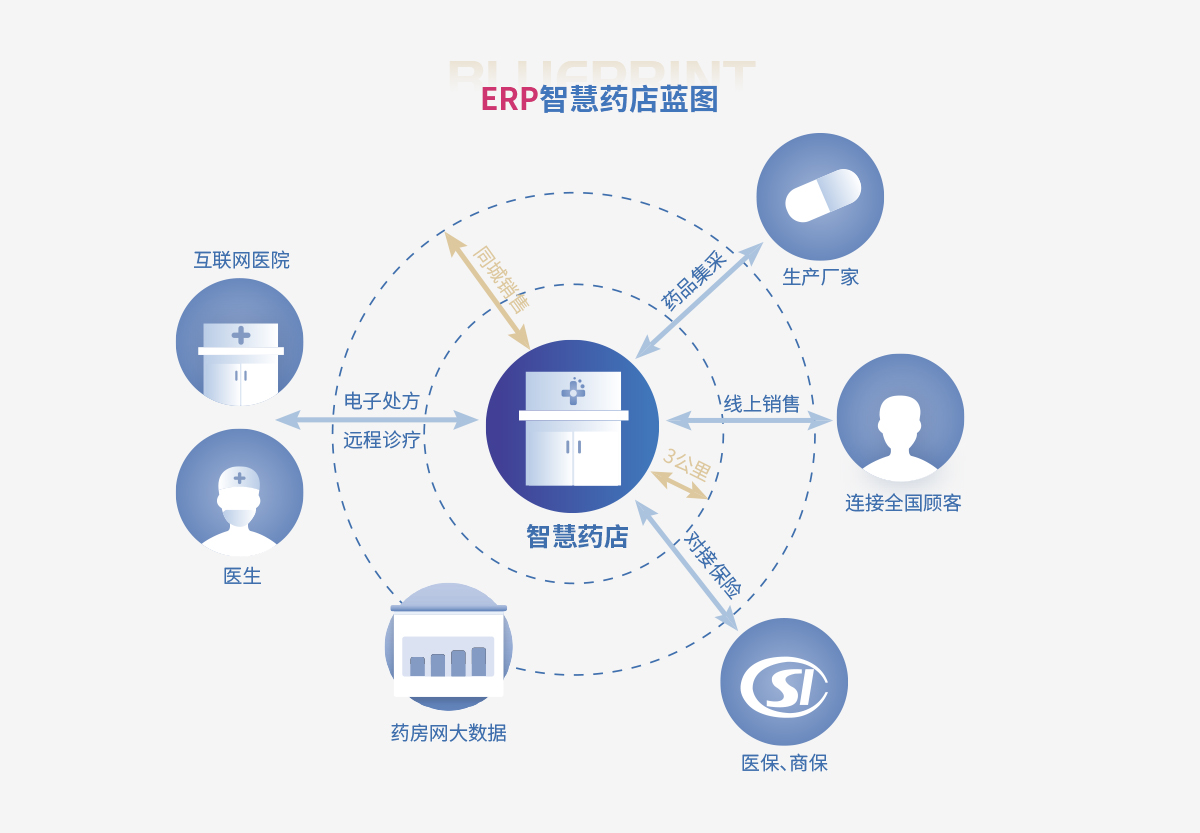 BLUEPRINT
ERP智慧药店蓝图
同城销售
药品集采
生产厂家
互联网医院
电子处方
远程诊疗
线上销售
3公里
连接全国顾客
智慧药店
对接保险
医生
药房网大数据
SI
医保、商保